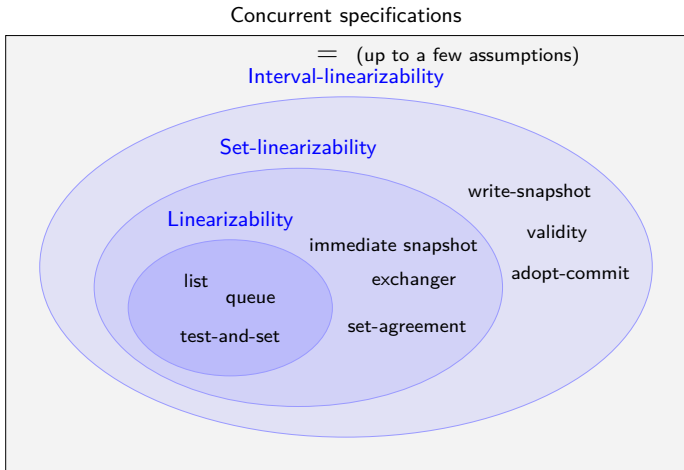 Concurrent specifications
= (up to a few assumptions)
Interval-linearizability
Set-linearizability
write-snapshot
Linearizability
validity
immediate snapshot
adopt-commit
list
exchanger
queue
set-agreement
test-and-set